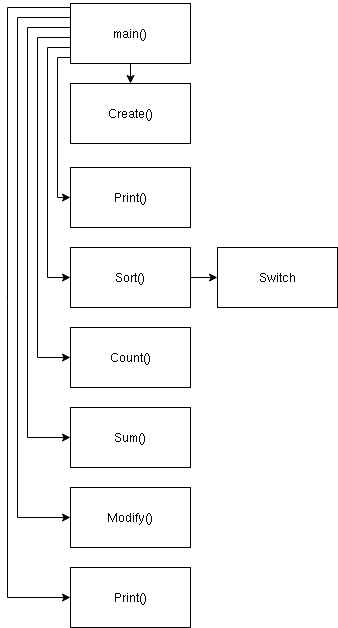 main()
Create()
Print()
Sort()
Switch
Count()
Sum()
Modify()
Print()